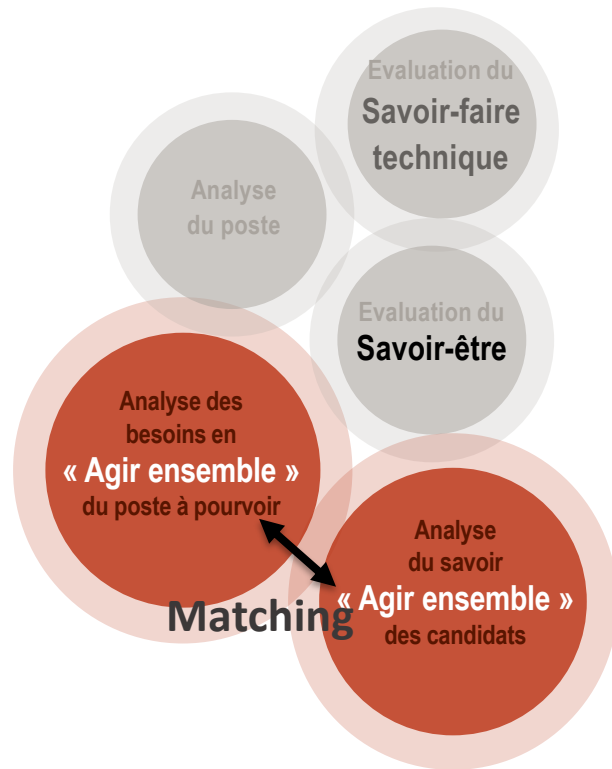 Evaluation du
Savoir-faire
technique
Analyse
du poste
Evaluation du
Savoir-être
Analyse des
besoins en
« Agir ensemble »
du poste à pourvoir
Analyse
du savoir
« Agir ensemble »
des candidats
Matching